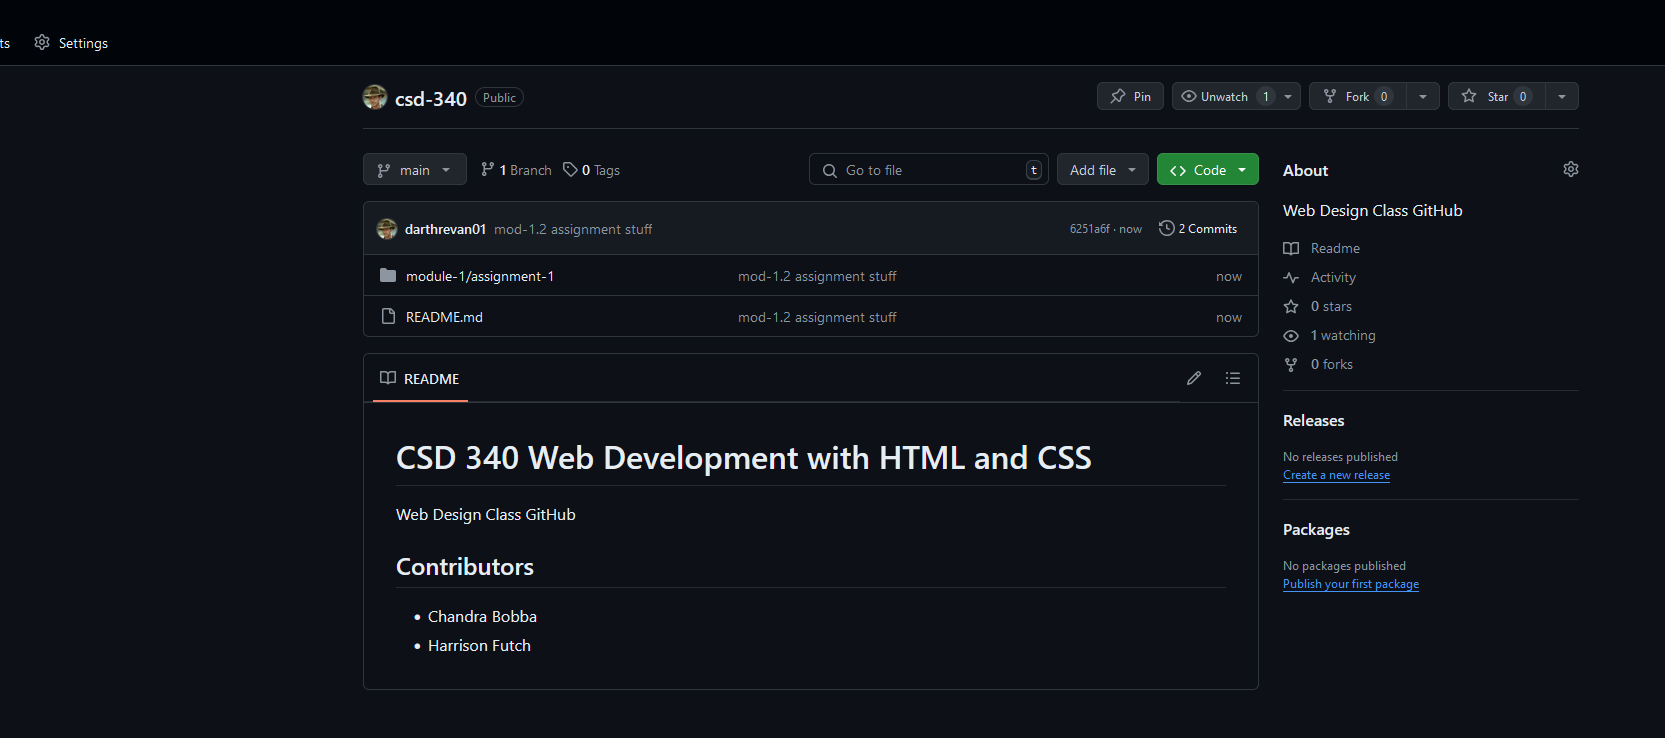 ts Settings
csd-340 Public Pin Unwatch 1 Fork 0 Star 0
main 1 Branch 0 Tags Go to file t Add file Code
darthrevan01 mod-1.2 assignment stuff 6251a6f · now 2 Commits
module-1/assignment-1 mod-1.2 assignment stuff now
README.md mod-1.2 assignment stuff now
README
CSD 340 Web Development with HTML and CSS
Web Design Class GitHub
Contributors
• Chandra Bobba
• Harrison Futch
About
Web Design Class GitHub
Readme
Activity
0 stars
1 watching
0 forks
Releases
No releases published
Create a new release
Packages
No packages published
Publish your first package